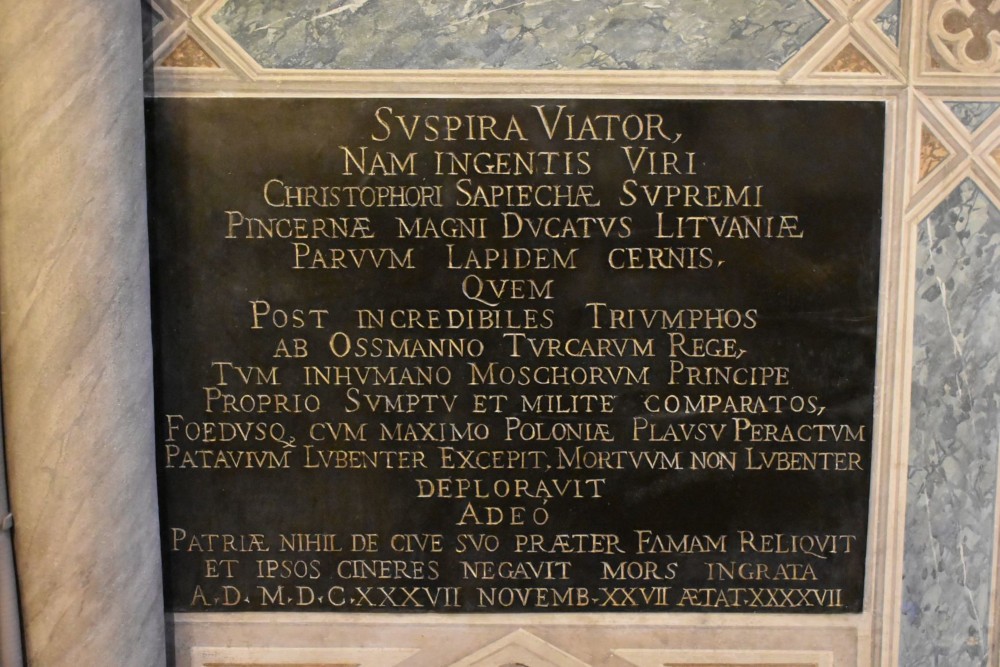 SVSPIRA VIATOR,
NAM INGENTIS VIRI
CHRISTOPHORI SAPIECHÆ SVPREMI
PINCERNÆ MAGNI DVCATVS LITVANIÆ
PARVVM LAPIDEM CERNIS,
QVEM
POST INCREDIBILES TRIVMPHOS
AB OSSMANNO TVRCARVM REGE,
TVM INHVMANO MOSCHORVM PRINCIPE
PROPRIO SVMPTV ET MILITE COMPARATOS,
FOEDVSQ, CVM MAXIMO POLONIÆ PLAVSV PERACTVM
PATAVIVM LVBENTER EXCEPIT, MORTVVM NON LVBENTER
DEPLORAVIT
ADEÓ
PATRIÆ NIHIL DE CIVE SVO PRÆTER FAMAM RELIQVIT
ET IPSOS CINERES NEGAVIT MORS INGRATA
A.D. M.D.C.XXXVII NOVEMB.XXVII ÆTAT.XXXXVII